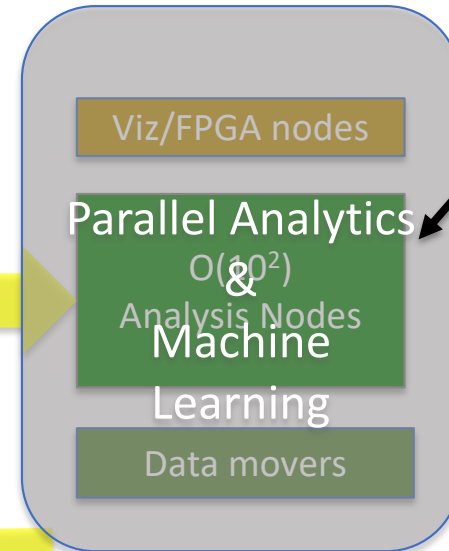 Viz/FPGA nodes
Parallel Analytics
O(10²)
&
Analysis Nodes
Machine
Learning
Data movers